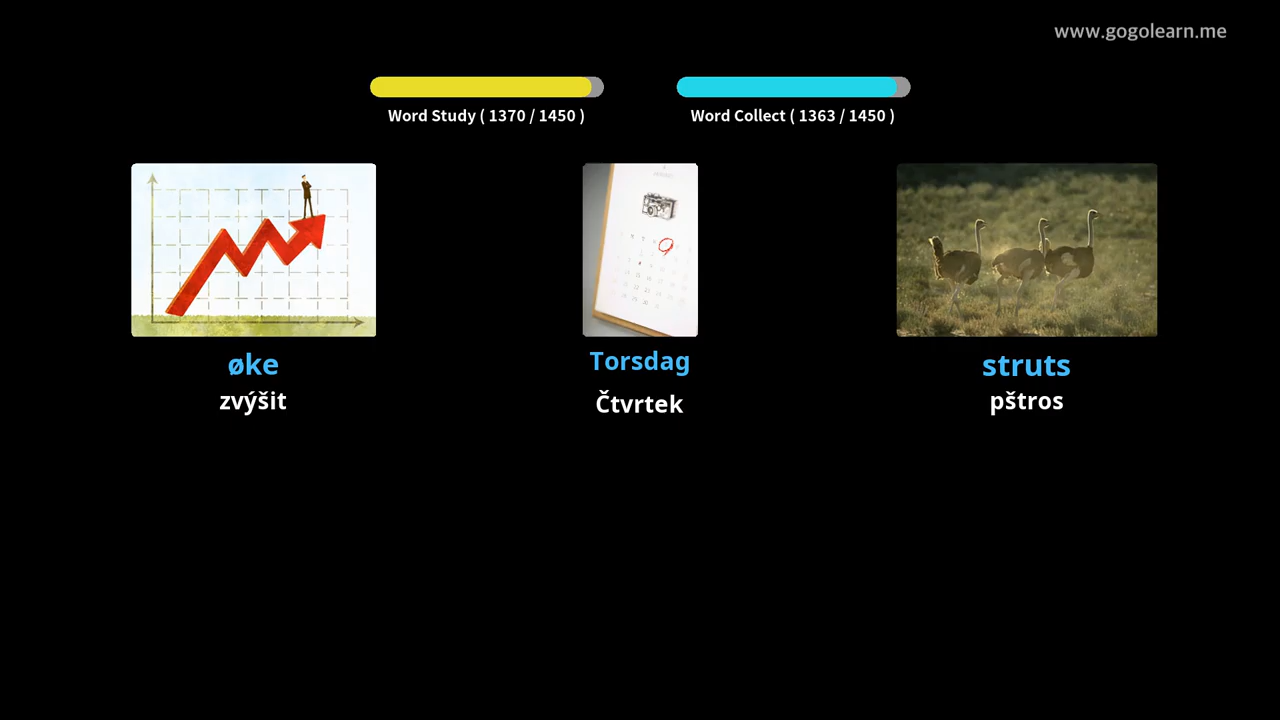 www.gogolearn.me
Word Study ( 1370 / 1450 )
Word Collect ( 1363 / 1450 )
øke
zvýšit
Torsdag
Čtvrtek
struts
pštros